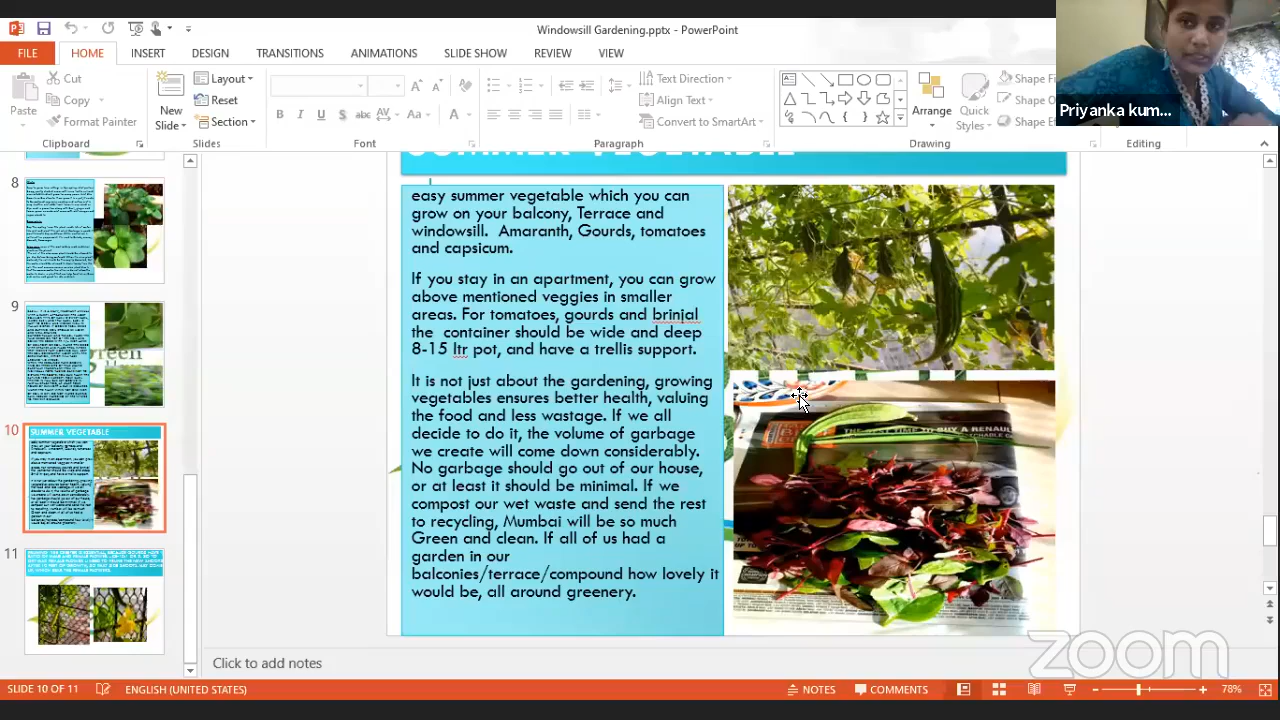 Windowsill Gardening.pptx - PowerPoint
FILE HOME INSERT DESIGN TRANSITIONS ANIMATIONS SLIDE SHOW REVIEW VIEW
Paste
Cut
Copy
Format Painter
Clipboard
New
Slide
Layout
Reset
Section
Slides
B I U S abc AV Aa A
Font
Text Direction
Align Text
Convert to SmartArt
Paragraph
Arrange
Quick
Styles
Shape
Shape
Shape
Drawing
Editing
Priyanka kum...
8
9
10
SUMMER VEGETABLE
11
SUMMER VEGETABLE
easy summer vegetable which you can
grow on your balcony, Terrace and
windowsill. Amaranth, Gourds, tomatoes
and capsicum.
If you stay in an apartment, you can grow
above mentioned veggies in smaller
areas. For tomatoes, gourds and brinjal
the container should be wide and deep
8-15 ltr pot, and have a trellis support.
It is not just about the gardening, growing
vegetables ensures better health, valuing
the food and less wastage. If we all
decide to do it, the volume of garbage
we create will come down considerably.
No garbage should go out of our house,
or at least it should be minimal. If we
compost our wet waste and send the rest
to recycling, Mumbai will be so much
Green and clean. If all of us had a
garden in our
balconies/terrace/compound how lovely it
would be, all around greenery.
TIME TO BUY A RENAU
zoom
Click to add notes
SLIDE 10 OF 11 ENGLISH (UNITED STATES) NOTES COMMENTS 78%